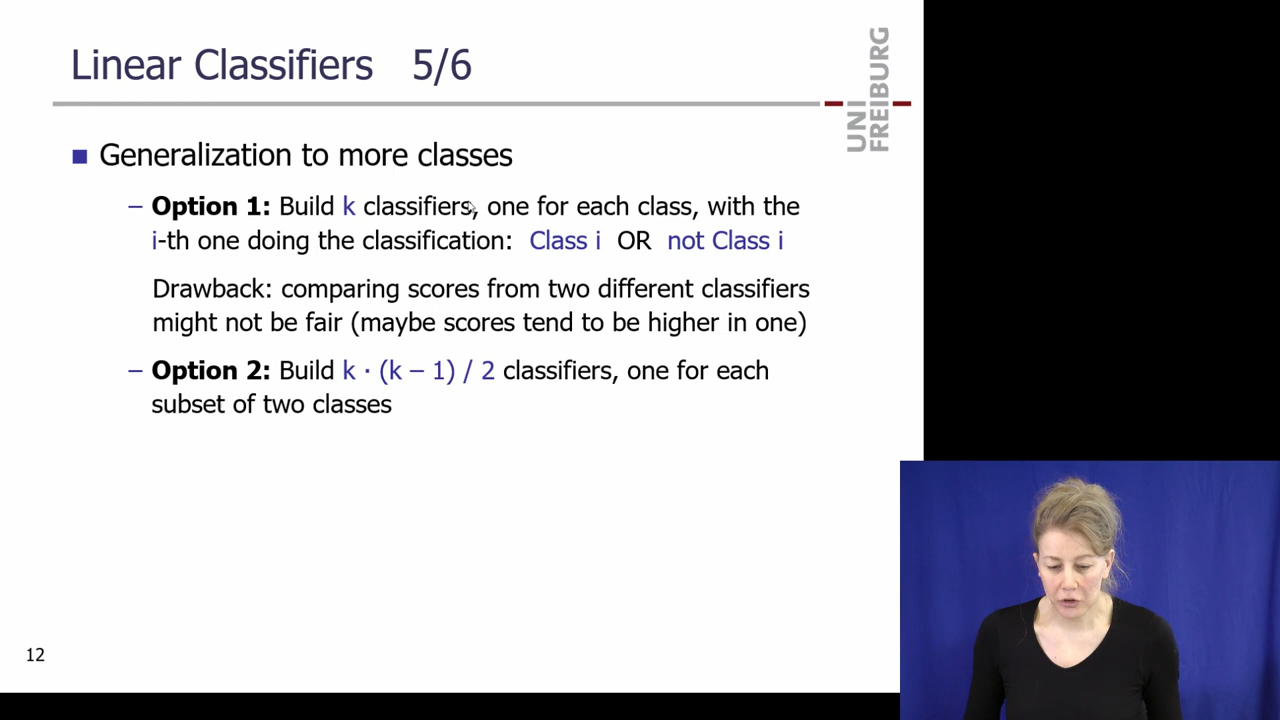 Linear Classifiers 5/6
UNI
FREIBURG
■ Generalization to more classes
– Option 1: Build k classifiers, one for each class, with the
i-th one doing the classification: Class i OR not Class i
Drawback: comparing scores from two different classifiers
might not be fair (maybe scores tend to be higher in one)
– Option 2: Build k · (k – 1) / 2 classifiers, one for each
subset of two classes
12